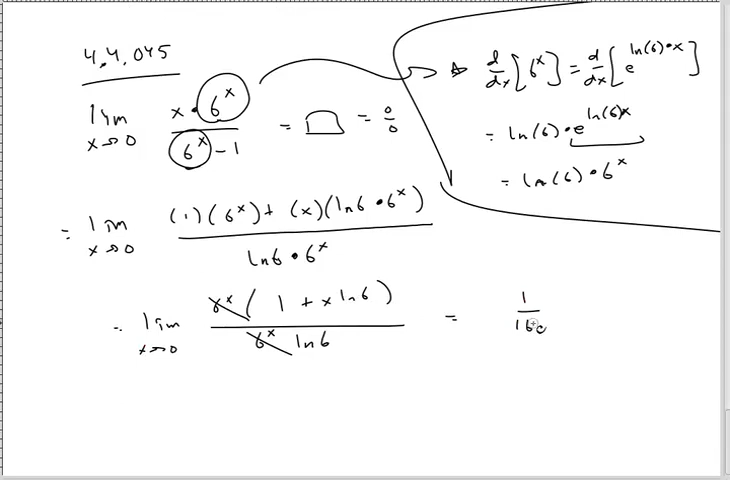 4.4.045
lim x→0 x • 6^x / 6^x − 1 = = 0/0
d/dx [6^x] = d/dx [e^ln(6)•x]
= ln(6) • e^ln(6)x
= ln(6) • 6^x
= lim x→0 (1)(6^x) + (x)(ln6 • 6^x) / ln6 • 6^x
= lim x→0 6^x (1 + x ln6) / 6^x ln6 = 1 /